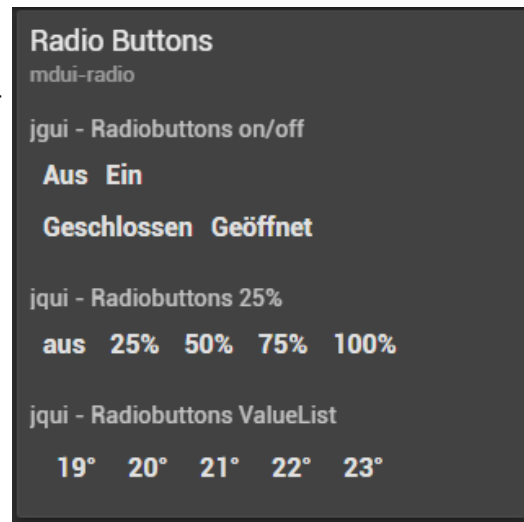 Radio Buttons
mdui-radio
jgui - Radiobuttons on/off
Aus Ein
Geschlossen Geöffnet
jqui - Radiobuttons 25%
aus 25% 50% 75% 100%
jqui - Radiobuttons ValueList
19° 20° 21° 22° 23°